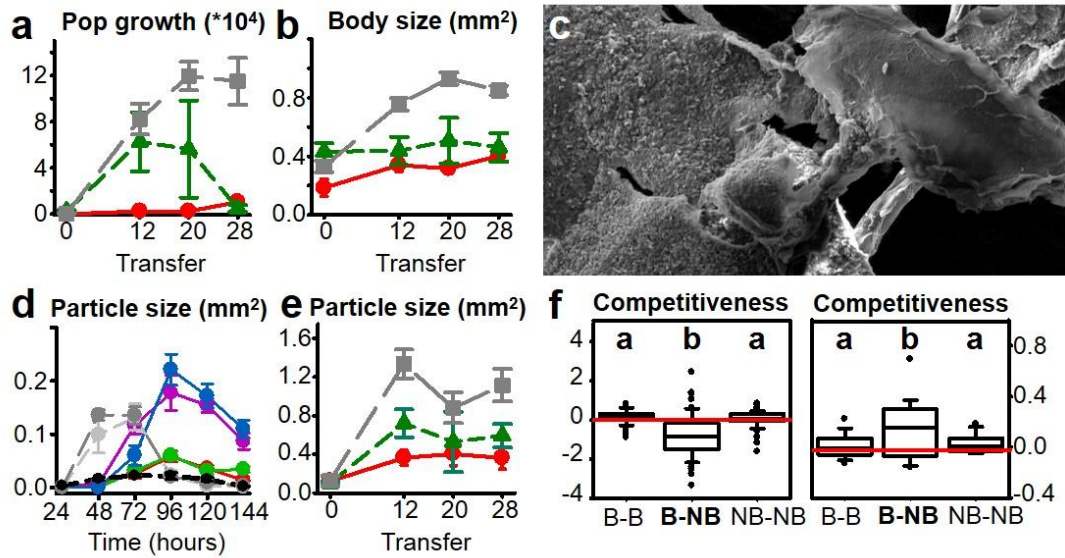 a Pop growth (*10⁴)
12
8
6
4
2
0
0 12 20 28
Transfer
b Body size (mm²)
0.8
0.4
0.0
0 12 20 28
Transfer
c
d Particle size (mm²)
0.2
0.1
0.0
24 48 72 96 120 144
Time (hours)
e Particle size (mm²)
1.6
1.2
0.8
0.4
0.0
0 12 20 28
Transfer
f Competitiveness
4
2
0
-2
-4
a b a
B-B B-NB NB-NB
Competitiveness
a b a
0.8
0.4
0.0
-0.4
B-B B-NB NB-NB